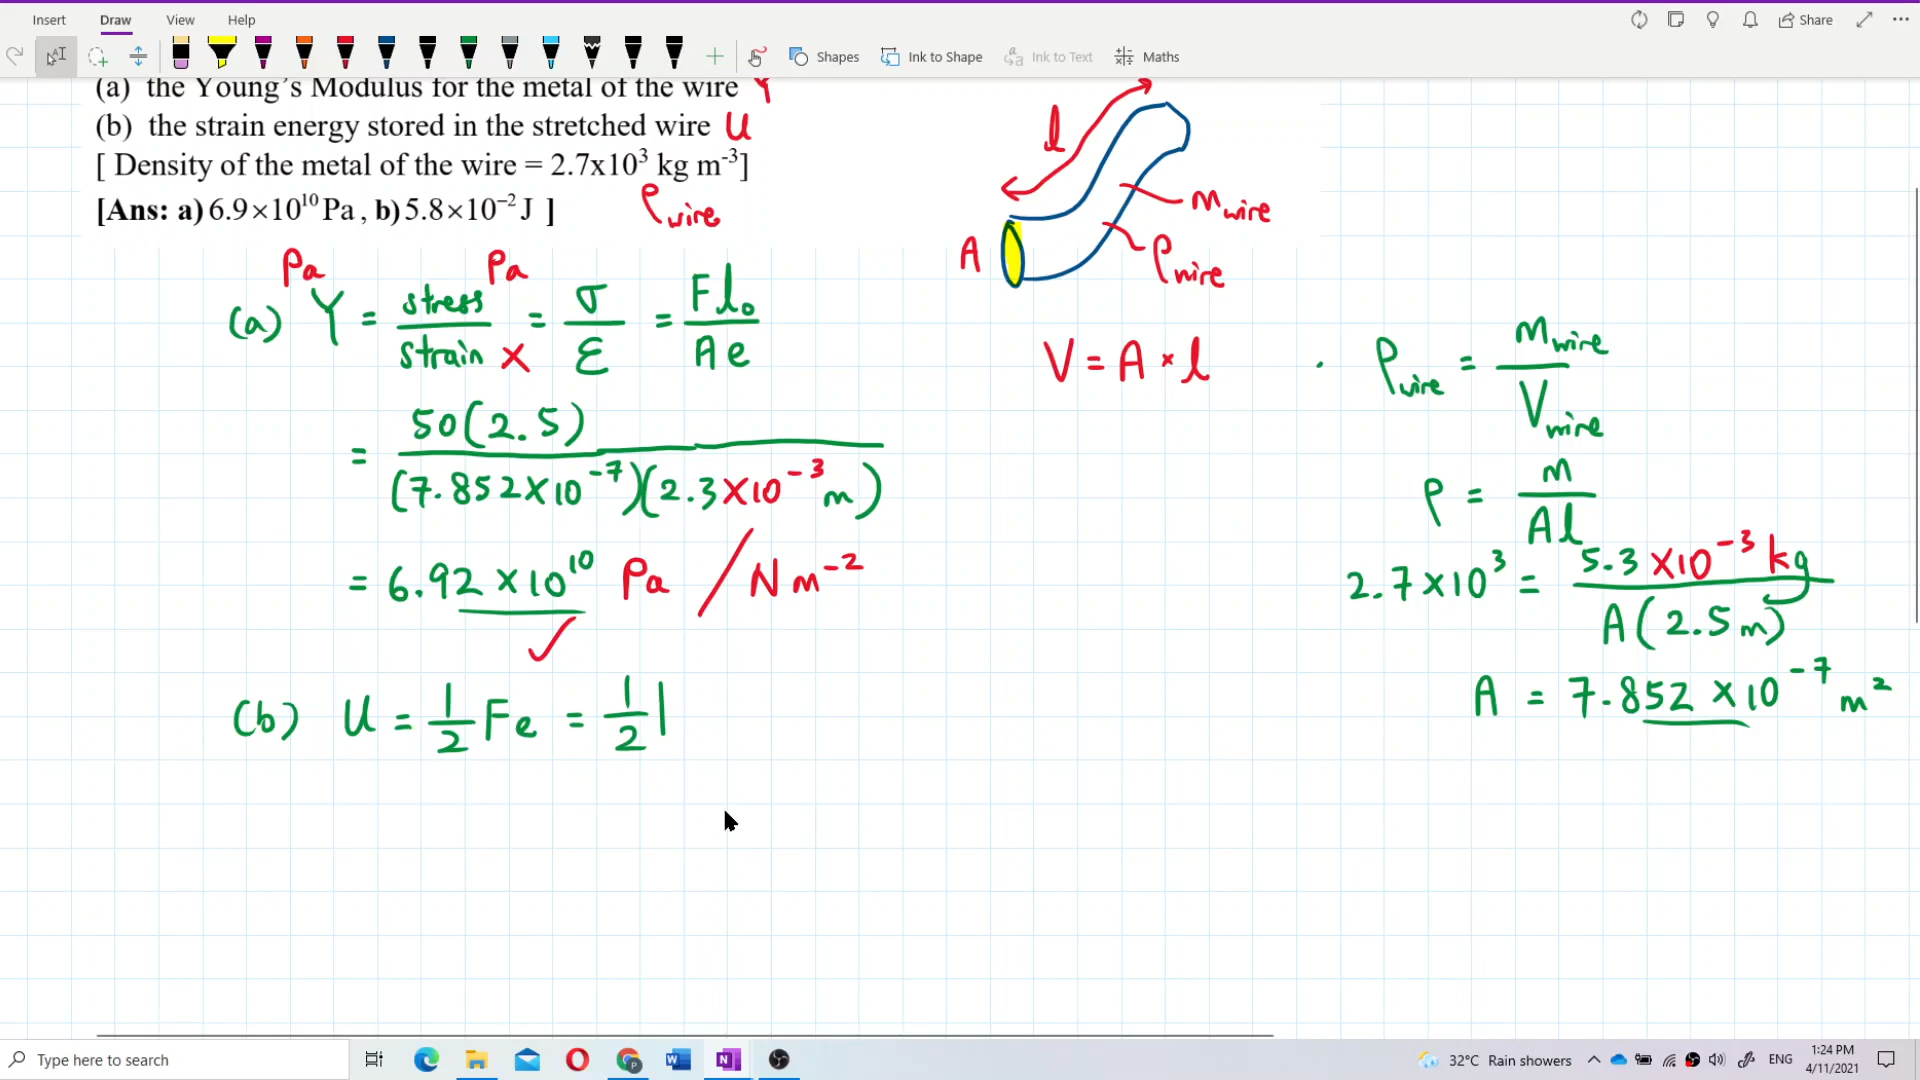 Insert Draw View Help
Share
Shapes Ink to Shape Ink to Text Maths
(a) the Young's Modulus for the metal of the wire Y
(b) the strain energy stored in the stretched wire U
[ Density of the metal of the wire = 2.7x10³ kg m⁻³]
ρwire
[Ans: a) 6.9×10¹⁰ Pa , b) 5.8×10⁻² J ]
l
mwire
A
ρwire
V = A × l
Pa Pa
(a) Y = stress/strain x = σ/ε = Fl₀/Ae
= 50(2.5)/(7.852×10⁻⁷)(2.3×10⁻³m)
= 6.92 ×10¹⁰ Pa / Nm⁻²
✓
(b) U = 1/2 Fe = 1/2 |
· ρwire = mwire/Vwire
ρ = m/Al
2.7×10³ = 5.3 ×10⁻³ kg/A(2.5m)
A = 7.852 ×10⁻⁷ m²
Type here to search
32°C Rain showers
ENG
1:24 PM
4/11/2021